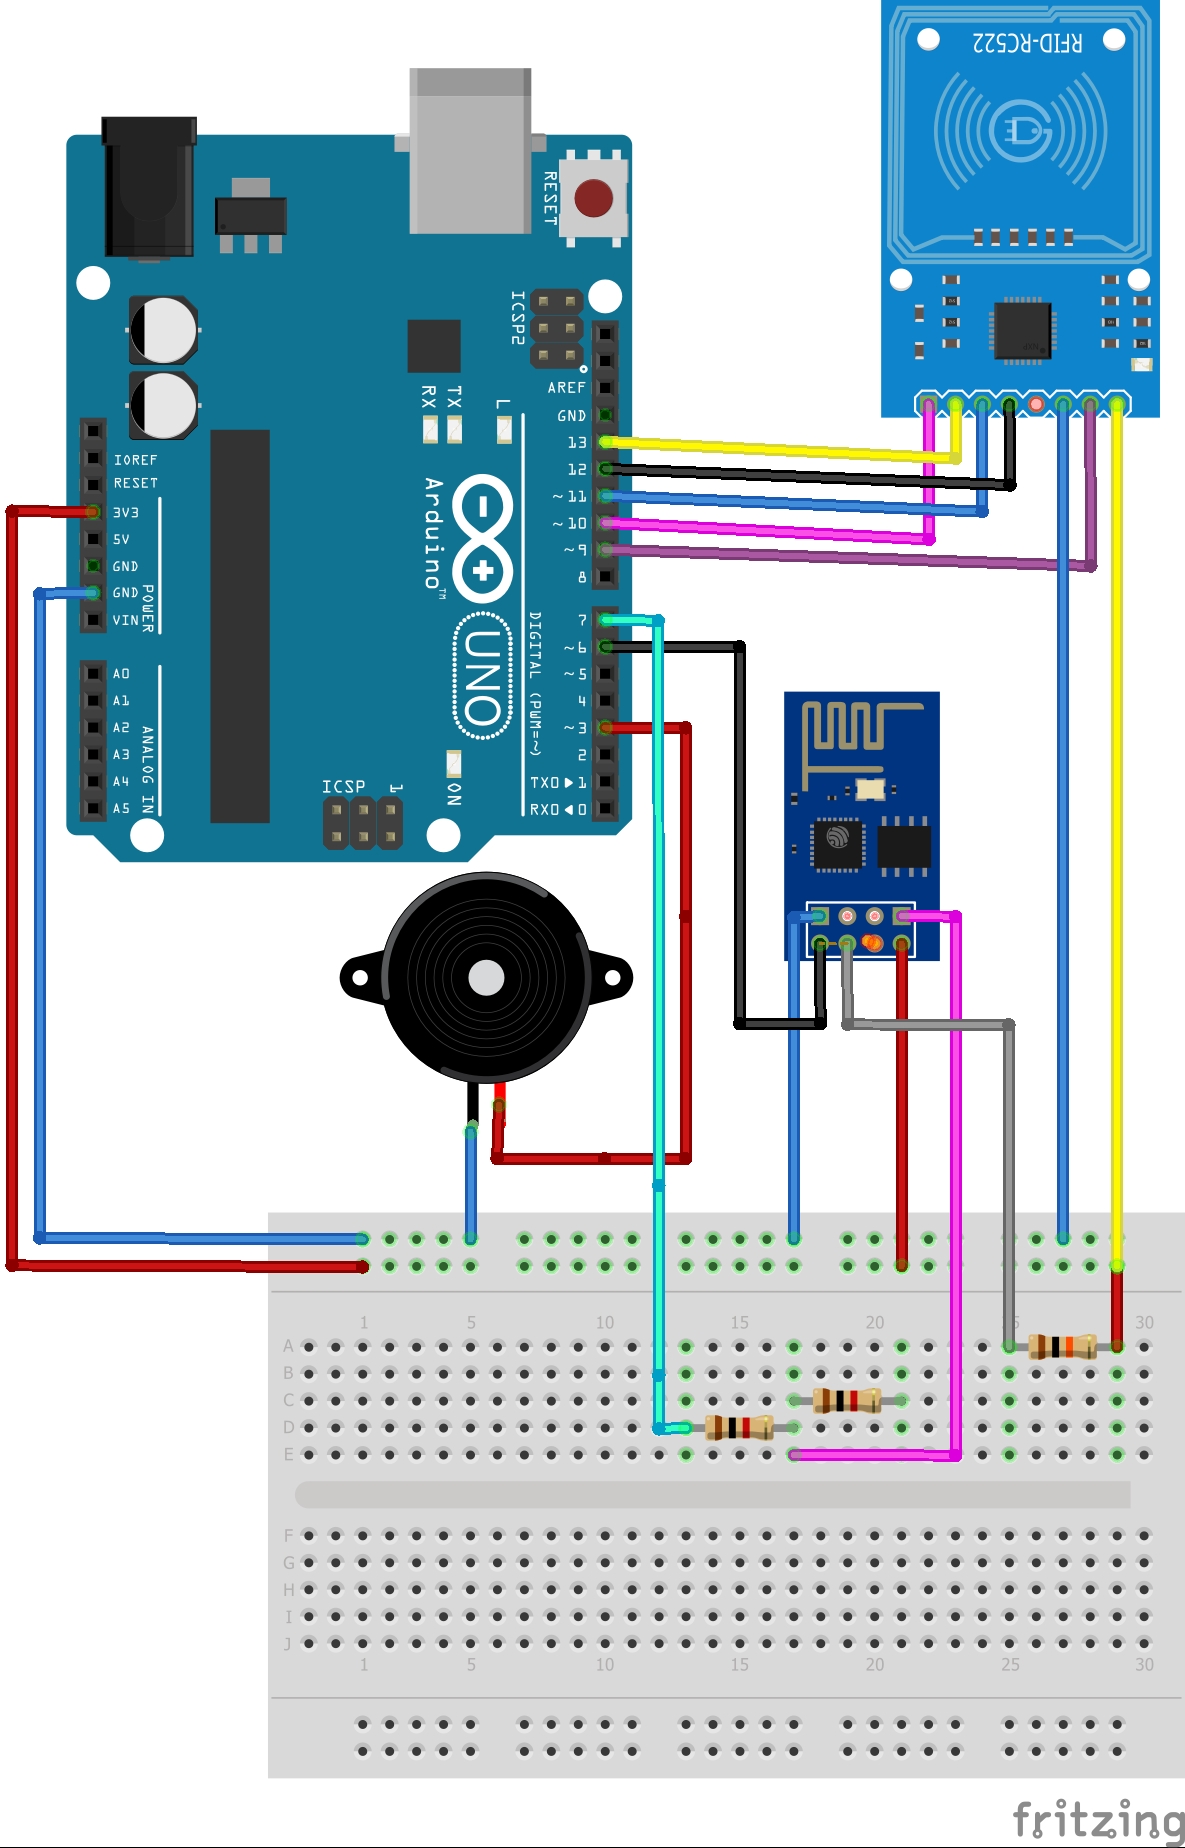 RFID-RC522
RESET
ICSP2
AREF
GND
13
12
~11
~10
~9
8
RX
TX
L
IOREF
RESET
3V3
5V
GND
GND
VIN
POWER
Arduino™
UNO
DIGITAL (PWM=~)
7
~6
~5
4
~3
2
TX0▶1
RX0◀0
A0
A1
A2
A3
A4
A5
ANALOG IN
ICSP
1
ON
1 5 10 15 20 25 30
A
B
C
D
E
F
G
H
I
J
1 5 10 15 20 25 30
fritzing